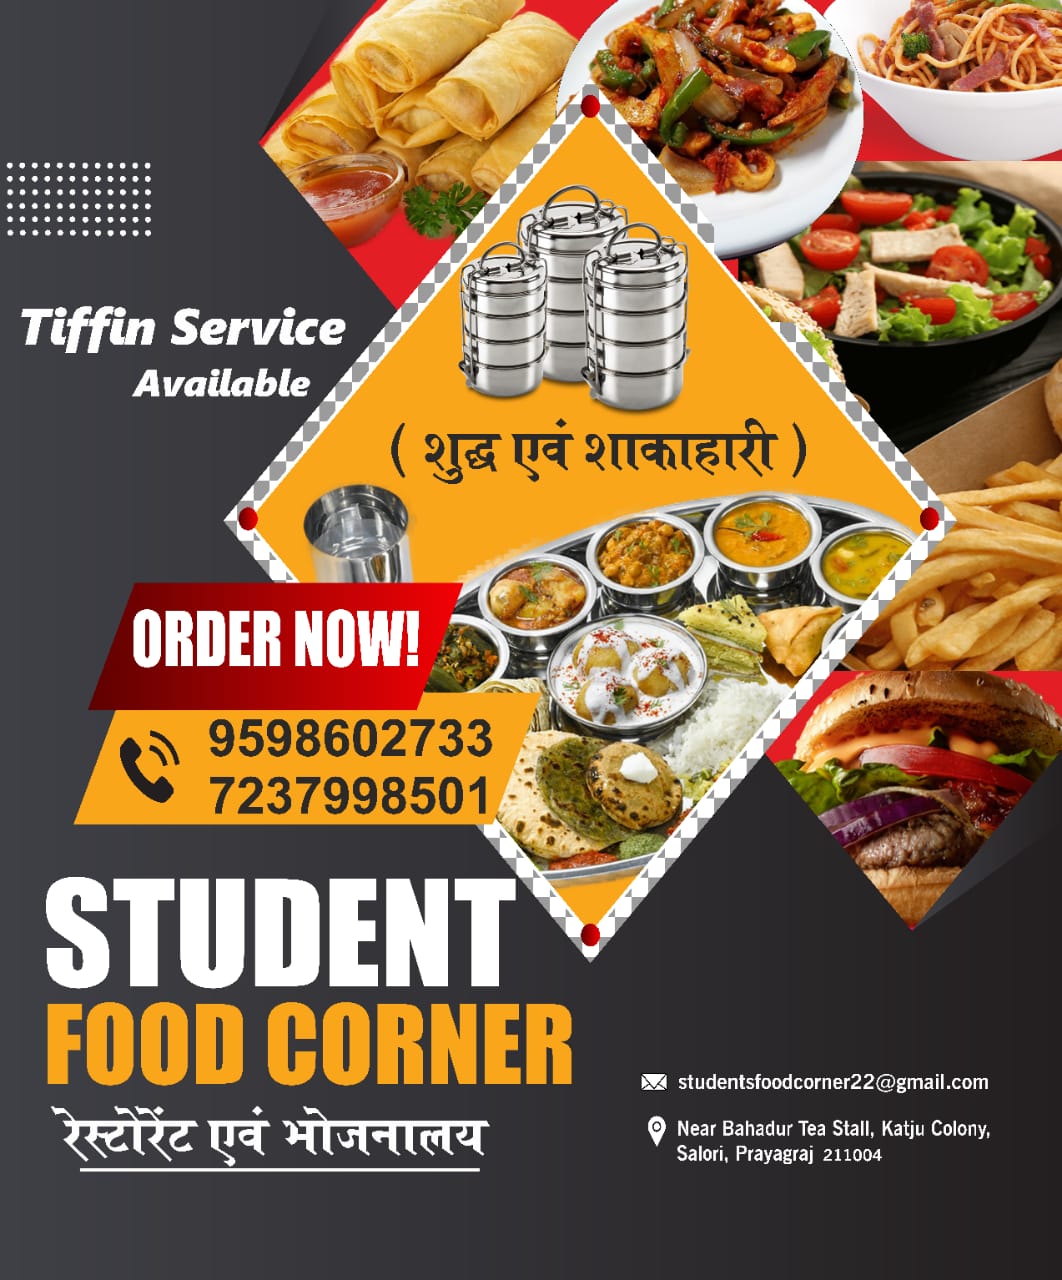 Tiffin Service
Available
( शुद्ध एवं शाकाहारी )
ORDER NOW!
9598602733
7237998501
STUDENT
FOOD CORNER
रेस्टोरेंट एवं भोजनालय
studentsfoodcorner22@gmail.com
Near Bahadur Tea Stall, Katju Colony,
Salori, Prayagraj 211004